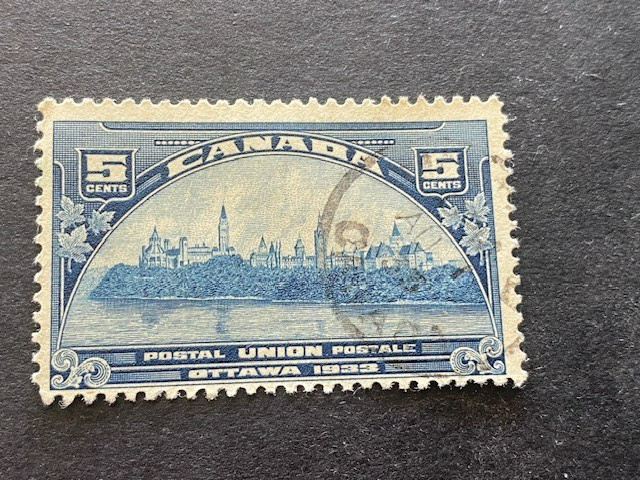 CANADA
5 CENTS
5 CENTS
POSTAL UNION POSTALE
OTTAWA 1933